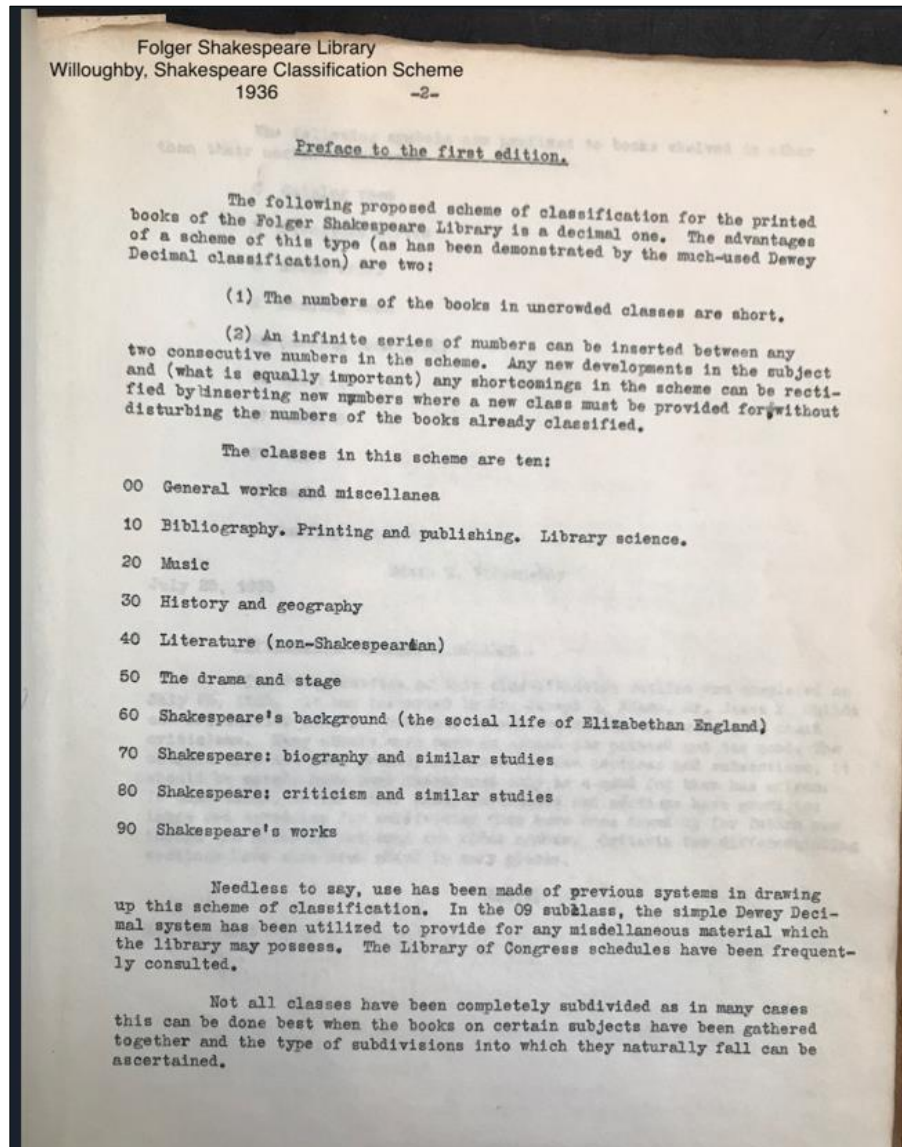 Folger Shakespeare Library
Willoughby, Shakespeare Classification Scheme
1936 -2-
Preface to the first edition.
The following proposed scheme of classification for the printed
books of the Folger Shakespeare Library is a decimal one. The advantages
of a scheme of this type (as has been demonstrated by the much-used Dewey
Decimal classification) are two:
(1) The numbers of the books in uncrowded classes are short.
(2) An infinite series of numbers can be inserted between any
two consecutive numbers in the scheme. Any new developments in the subject
and (what is equally important) any shortcomings in the scheme can be recti-
fied by inserting new numbers where a new class must be provided for, without
disturbing the numbers of the books already classified.
The classes in this scheme are ten:
00 General works and miscellanea
10 Bibliography. Printing and publishing. Library science.
20 Music
30 History and geography
40 Literature (non-Shakespearian)
50 The drama and stage
60 Shakespeare's background (the social life of Elizabethan England)
70 Shakespeare: biography and similar studies
80 Shakespeare: criticism and similar studies
90 Shakespeare's works
Needless to say, use has been made of previous systems in drawing
up this scheme of classification. In the 09 subclass, the simple Dewey Deci-
mal system has been utilized to provide for any misdellaneous material which
the library may possess. The Library of Congress schedules have been frequent-
ly consulted.
Not all classes have been completely subdivided as in many cases
this can be done best when the books on certain subjects have been gathered
together and the type of subdivisions into which they naturally fall can be
ascertained.